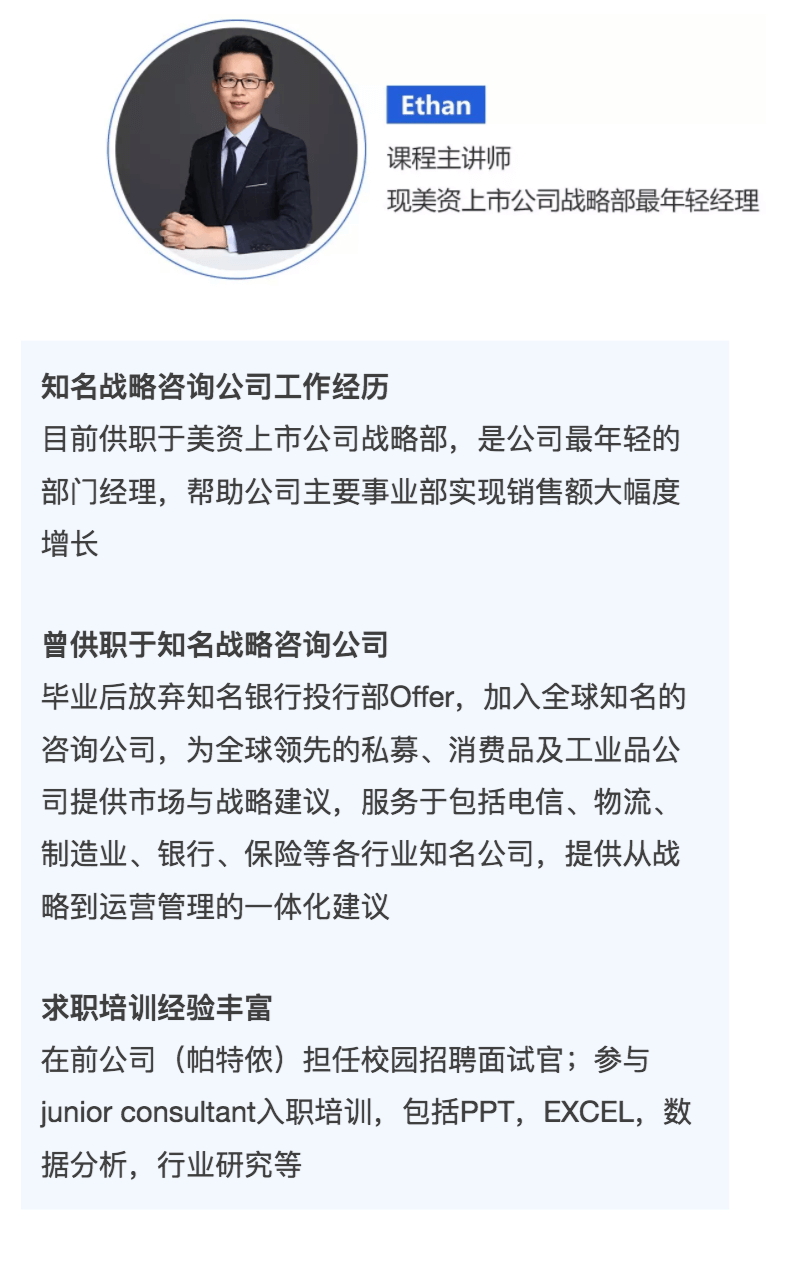 Ethan
课程主讲师
现美资上市公司战略部最年轻经理
知名战略咨询公司工作经历
目前供职于美资上市公司战略部，是公司最年轻的
部门经理，帮助公司主要事业部实现销售额大幅度
增长
曾供职于知名战略咨询公司
毕业后放弃知名银行投行部Offer，加入全球知名的
咨询公司，为全球领先的私募、消费品及工业品公
司提供市场与战略建议，服务于包括电信、物流、
制造业、银行、保险等各行业知名公司，提供从战
略到运营管理的一体化建议
求职培训经验丰富
在前公司（帕特侬）担任校园招聘面试官；参与
junior consultant入职培训，包括PPT，EXCEL，数
据分析，行业研究等